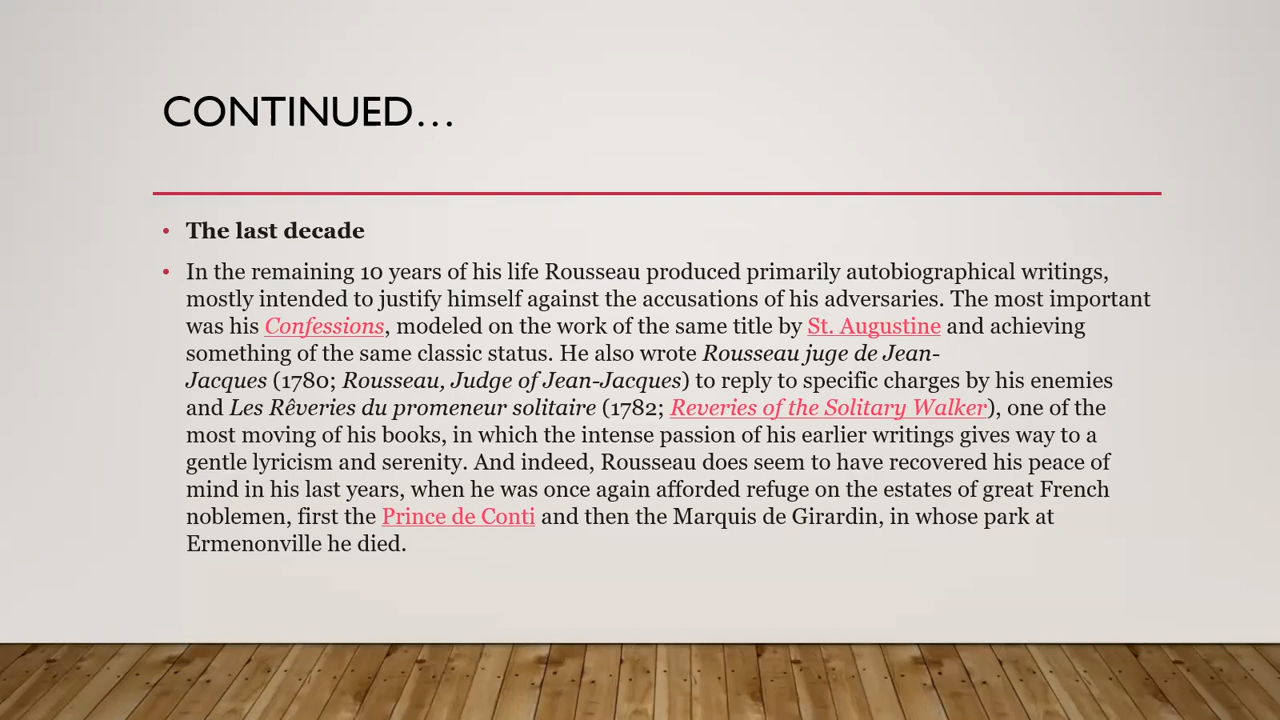 CONTINUED…
• The last decade
• In the remaining 10 years of his life Rousseau produced primarily autobiographical writings,
mostly intended to justify himself against the accusations of his adversaries. The most important
was his Confessions, modeled on the work of the same title by St. Augustine and achieving
something of the same classic status. He also wrote Rousseau juge de Jean-
Jacques (1780; Rousseau, Judge of Jean-Jacques) to reply to specific charges by his enemies
and Les Rêveries du promeneur solitaire (1782; Reveries of the Solitary Walker), one of the
most moving of his books, in which the intense passion of his earlier writings gives way to a
gentle lyricism and serenity. And indeed, Rousseau does seem to have recovered his peace of
mind in his last years, when he was once again afforded refuge on the estates of great French
noblemen, first the Prince de Conti and then the Marquis de Girardin, in whose park at
Ermenonville he died.